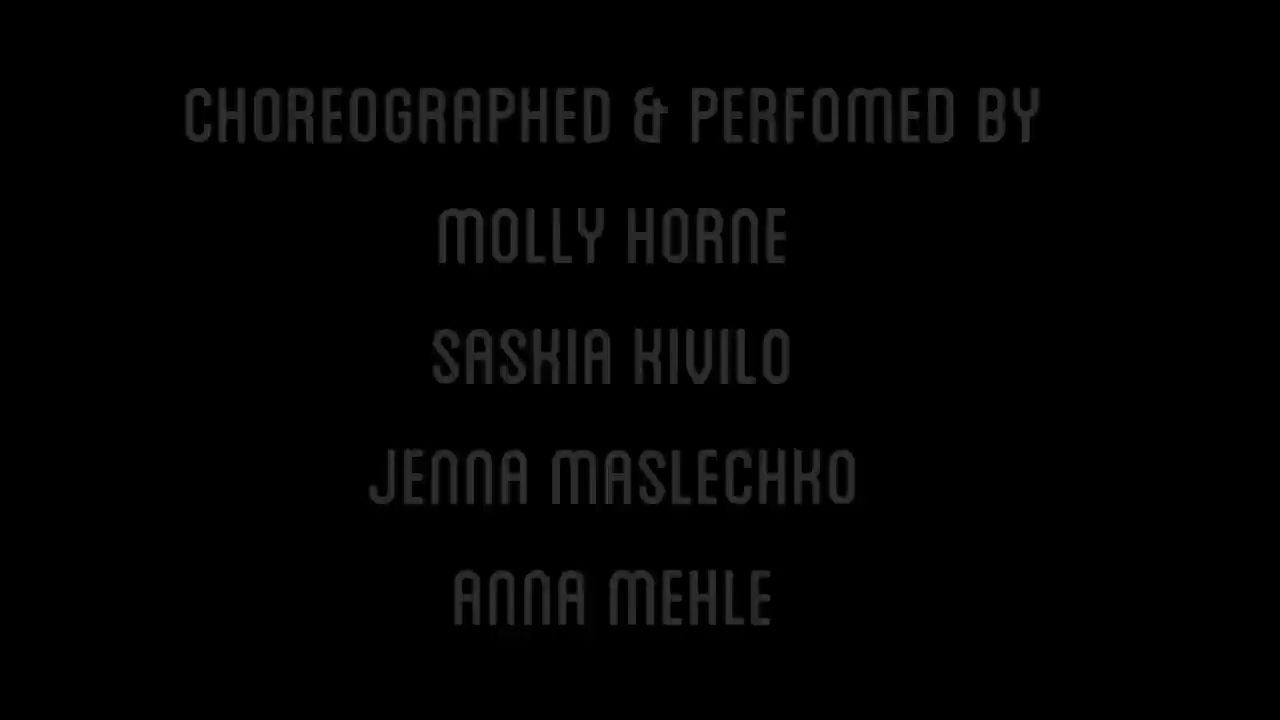 CHOREOGRAPHED & PERFOMED BY
MOLLY HORNE
SASKIA KIVILO
JENNA MASLECHKO
ANNA MEHLE